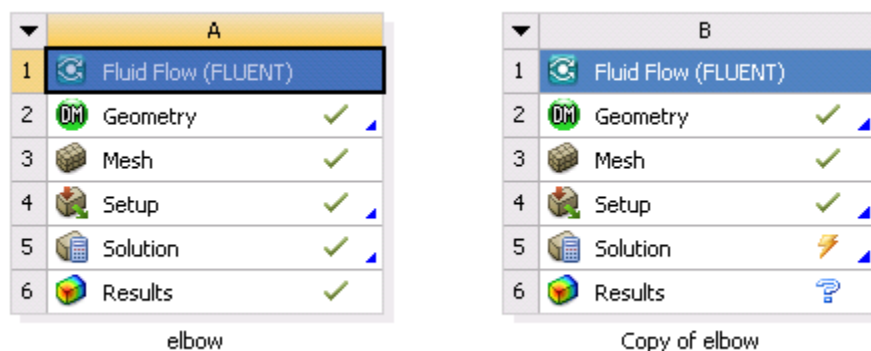 A
1 Fluid Flow (FLUENT)
2 DM Geometry
3 Mesh
4 Setup
5 Solution
6 Results
elbow
B
1 Fluid Flow (FLUENT)
2 DM Geometry
3 Mesh
4 Setup
5 Solution
6 Results ?
Copy of elbow